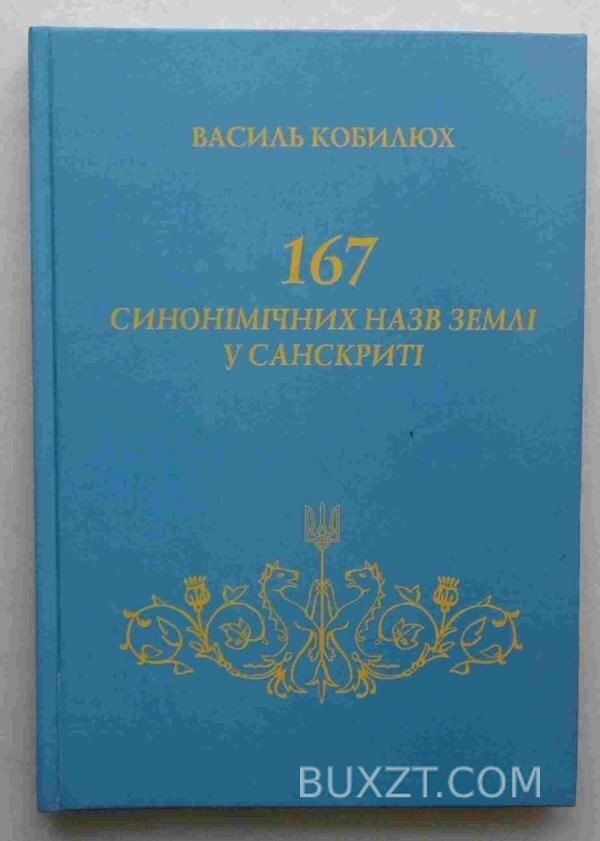 ВАСИЛЬ КОБИЛЮХ
167
СИНОНІМІЧНИХ НАЗВ ЗЕМЛІ
У САНСКРИТІ
BUXZT.COM